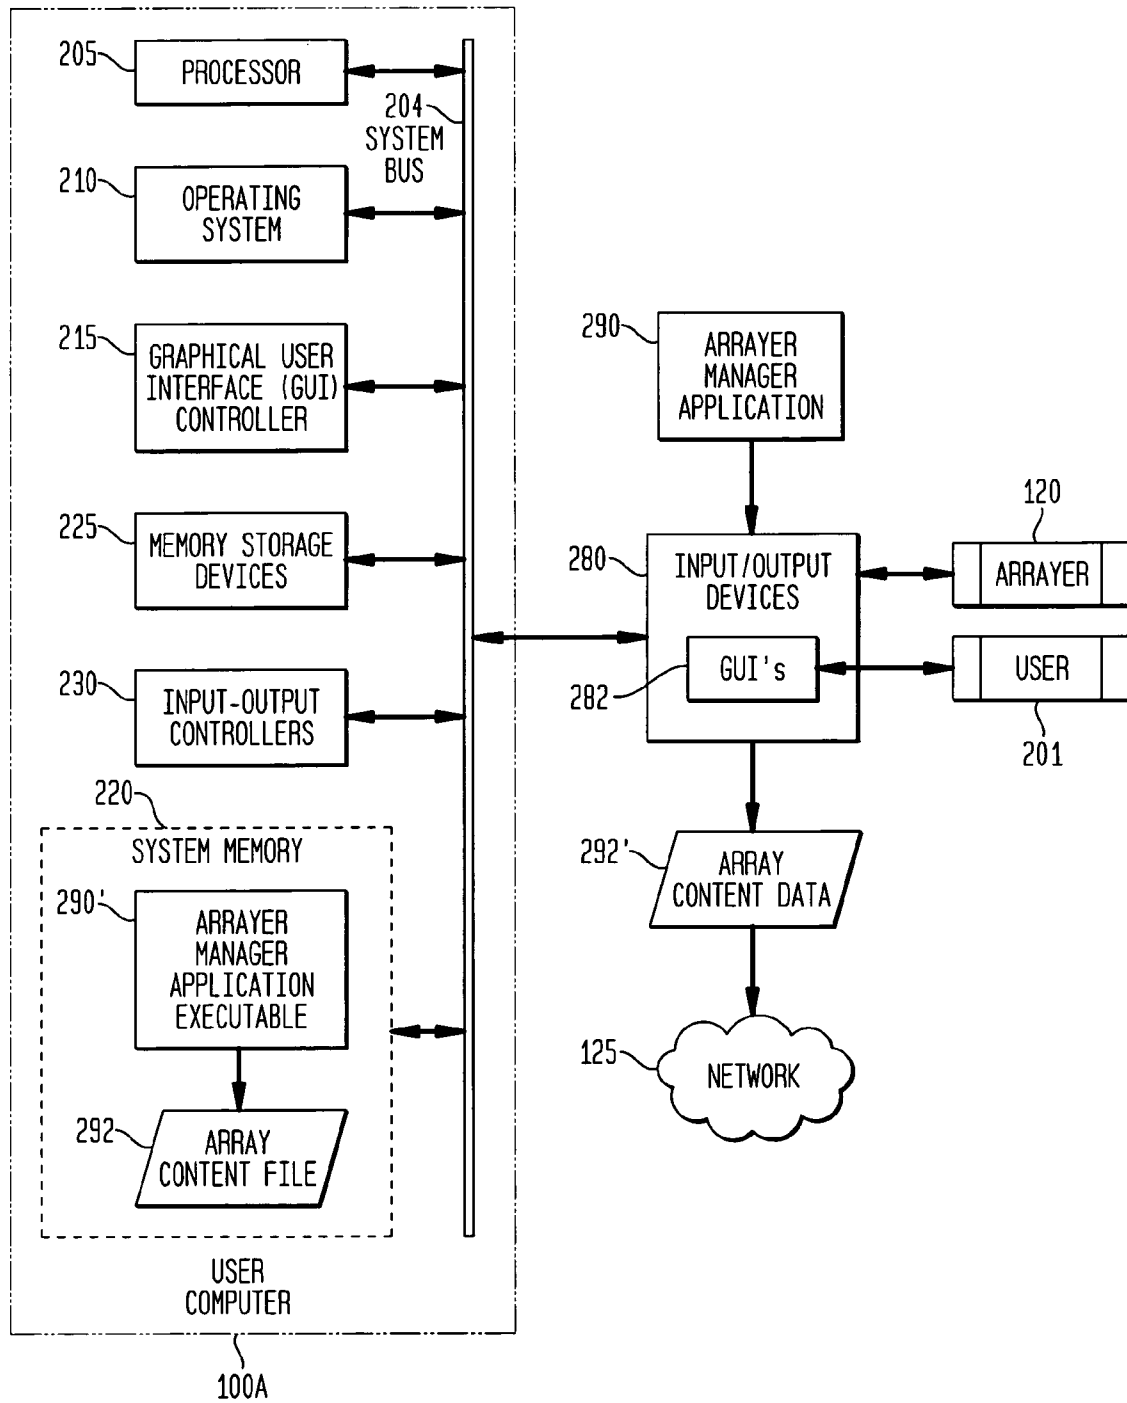 205
PROCESSOR
204
SYSTEM
BUS
210
OPERATING
SYSTEM
215
GRAPHICAL USER
INTERFACE (GUI)
CONTROLLER
225
MEMORY STORAGE
DEVICES
230
INPUT-OUTPUT
CONTROLLERS
220
SYSTEM MEMORY
290'
ARRAYER
MANAGER
APPLICATION
EXECUTABLE
292
ARRAY
CONTENT FILE
USER
COMPUTER
100A
290
ARRAYER
MANAGER
APPLICATION
280
INPUT/OUTPUT
DEVICES
282
GUI's
120
ARRAYER
USER
201
292'
ARRAY
CONTENT DATA
125
NETWORK